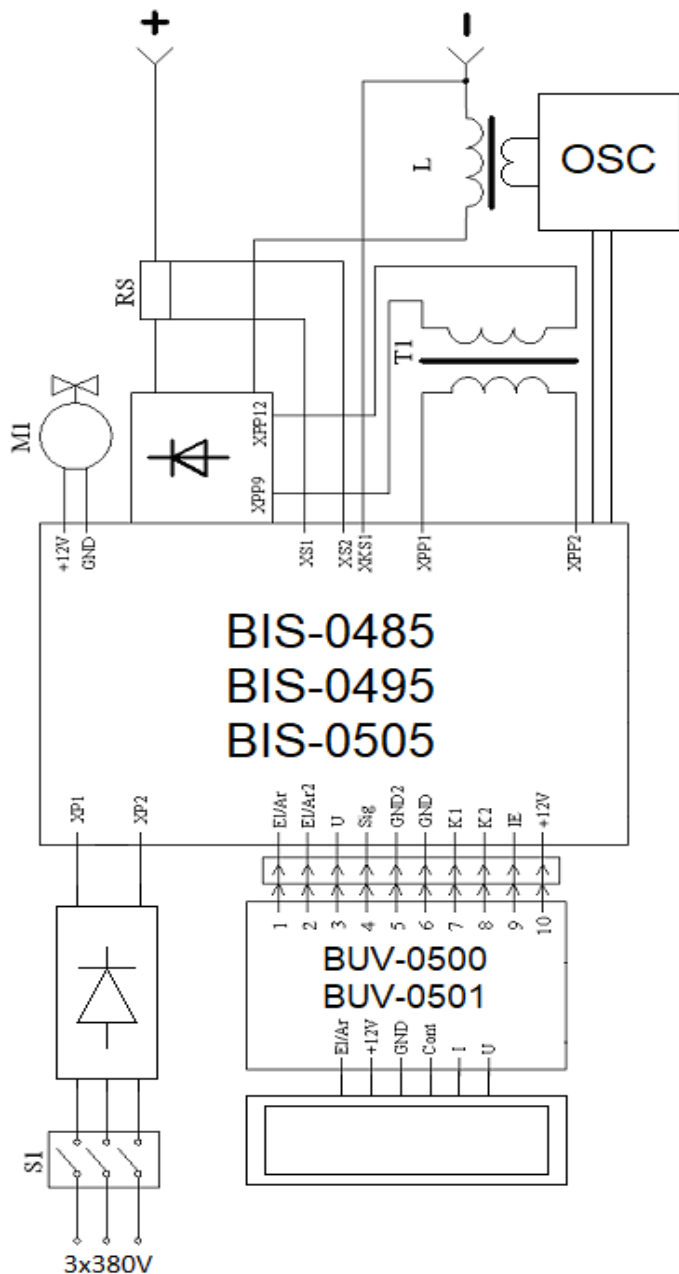 +
-
L
OSC
RS
T1
M1
XPP12
XPP9
+12V
GND
XS1
XS2
XKS1
XPP1
XPP2
BIS-0485
BIS-0495
BIS-0505
XP1
XP2
El/Ar
El/Ar2
U
Sig
GND2
GND
K1
K2
IE
+12V
1
2
3
4
5
6
7
8
9
10
BUV-0500
BUV-0501
El/Ar
+12V
GND
Cont
I
U
S1
3x380V